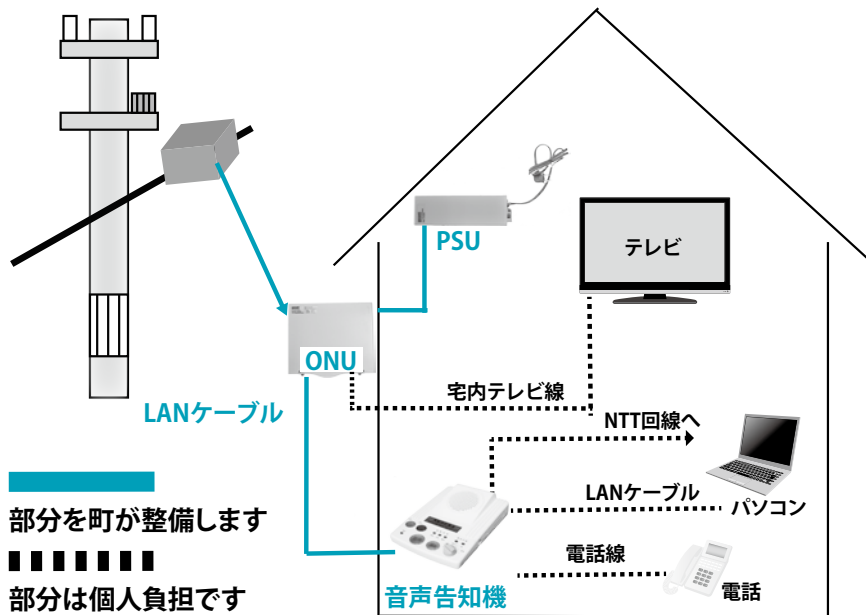 PSU
テレビ
ONU
宅内テレビ線
LANケーブル
NTT回線へ
LANケーブル
パソコン
部分を町が整備します
電話線
音声告知機
電話
部分は個人負担です